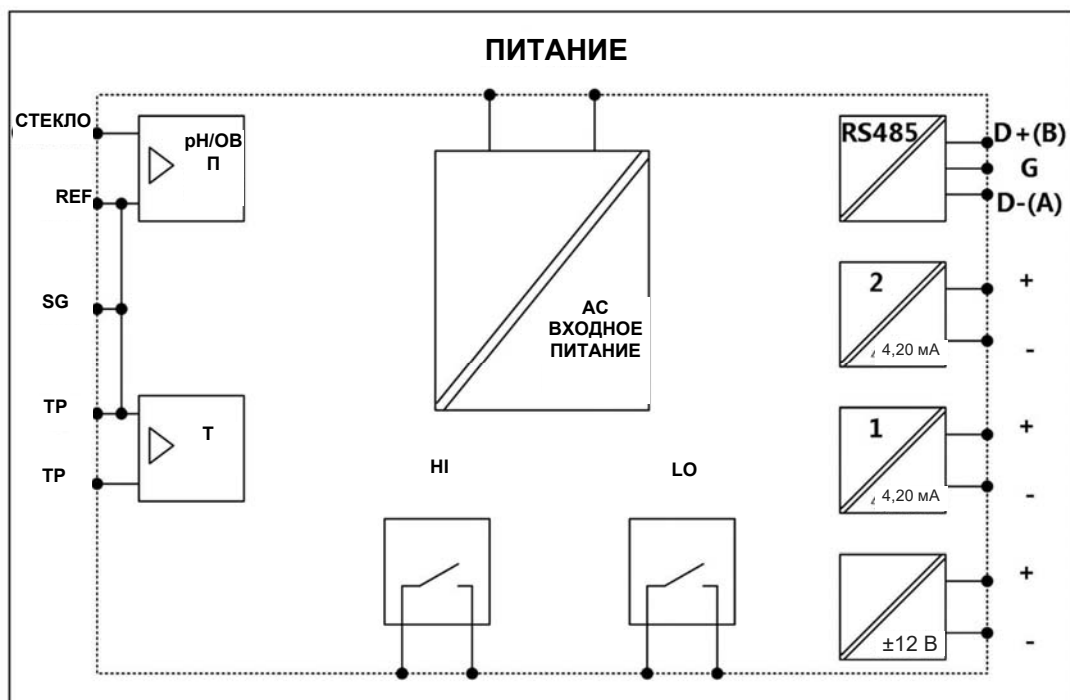 ПИТАНИЕ
СТЕКЛО
pH/ОВ
П
REF
SG
TP
T
TP
AC
ВХОДНОЕ
ПИТАНИЕ
HI
LO
RS485
D+(B)
G
D-(A)
2
4,20 мА
+
-
1
4,20 мА
+
-
±12 В
+
-